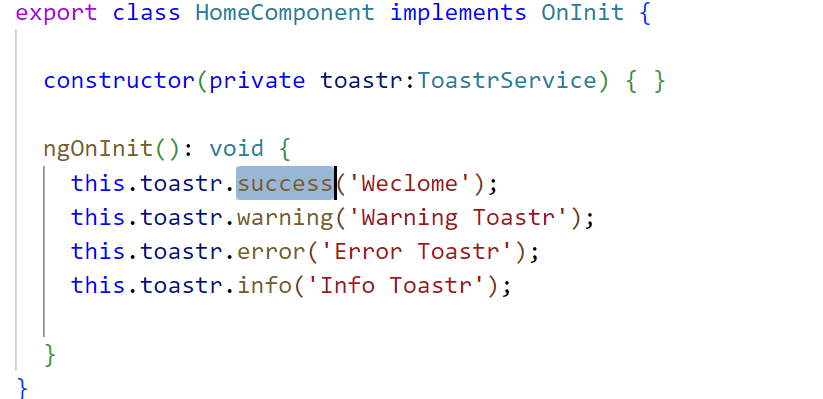 export class HomeComponent implements OnInit {
constructor(private toastr:ToastrService) { }
ngOnInit(): void {
this.toastr.success('Weclome');
this.toastr.warning('Warning Toastr');
this.toastr.error('Error Toastr');
this.toastr.info('Info Toastr');
}
}